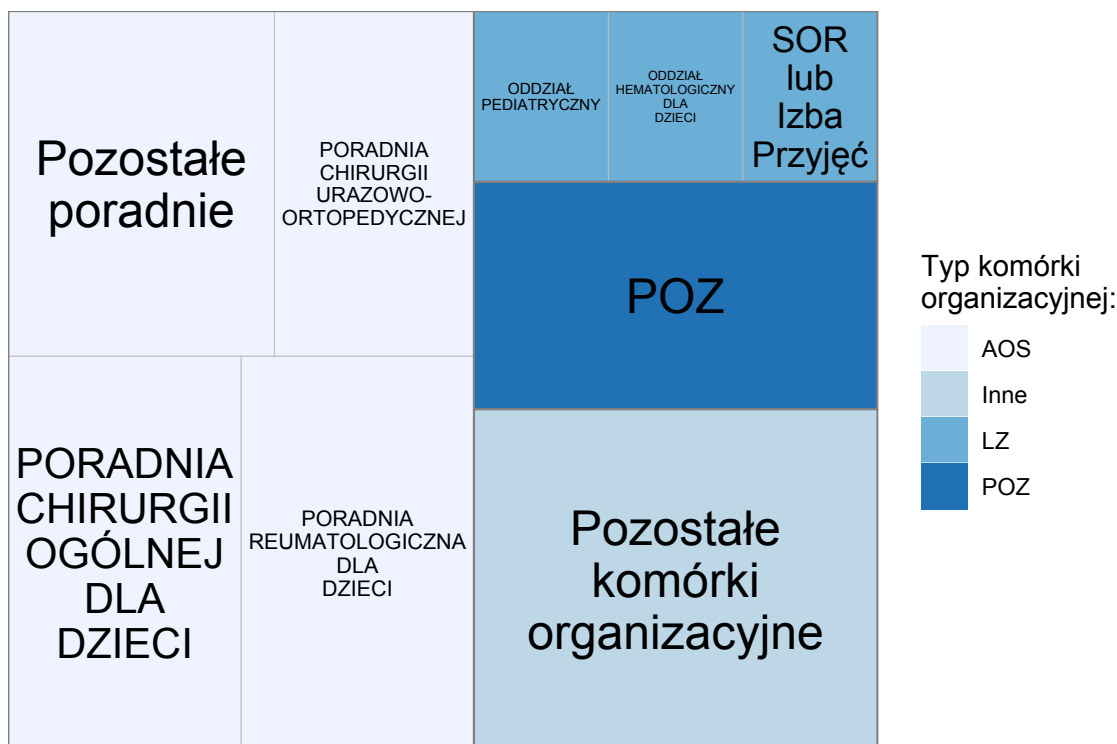 Pozostałe
poradnie
PORADNIA
CHIRURGII
URAZOWO-
ORTOPEDYCZNEJ
PORADNIA
CHIRURGII
OGÓLNEJ
DLA
DZIECI
PORADNIA
REUMATOLOGICZNA
DLA
DZIECI
ODDZIAŁ
PEDIATRYCZNY
ODDZIAŁ
HEMATOLOGICZNY
DLA
DZIECI
SOR
lub
Izba
Przyjęć
POZ
Pozostałe
komórki
organizacyjne
Typ komórki
organizacyjnej:
AOS
Inne
LZ
POZ